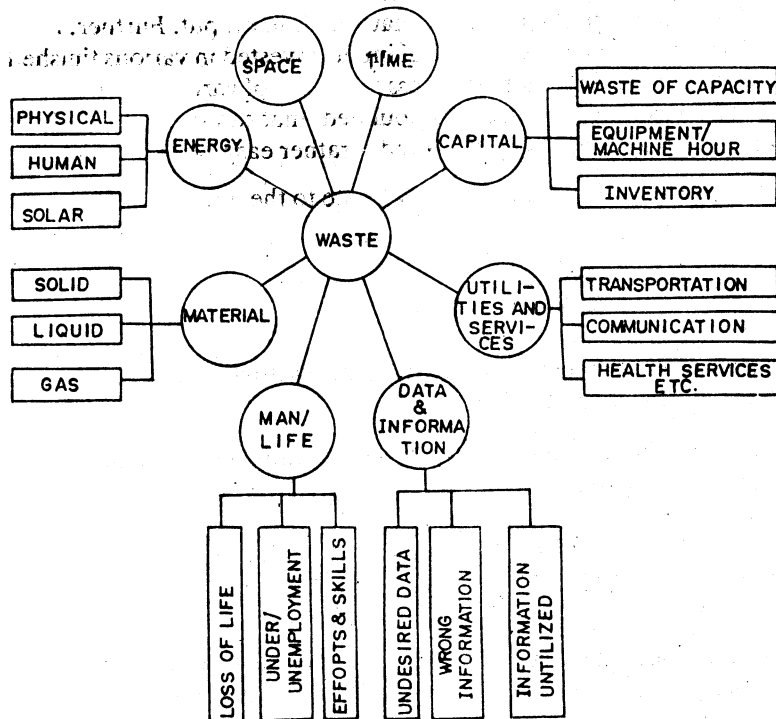 SPACE
TIME
PHYSICAL
HUMAN
SOLAR
ENERGY
CAPITAL
WASTE OF CAPACITY
EQUIPMENT/
MACHINE HOUR
INVENTORY
WASTE
SOLID
LIQUID
GAS
MATERIAL
UTILI-
TIES AND
SERVI-
CES
TRANSPORTATION
COMMUNICATION
HEALTH SERVICES
ETC.
MAN/
LIFE
DATA
&
INFORMA
TION
LOSS OF LIFE
UNDER/
UNEMPLOYMENT
EFFOPTS & SKILLS
UNDESIRED DATA
WRONG
INFORMATION
INFORMATION
UNTILIZED